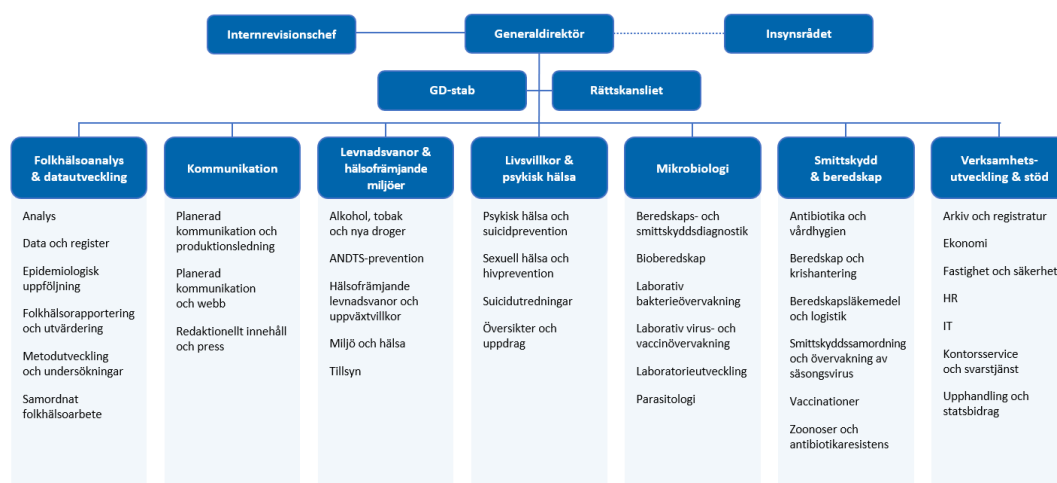 Internrevisionschef
Generaldirektör
Insynsrådet
GD-stab
Rättskansliet
Folkhälsoanalys
& datautveckling
Analys
Data och register
Epidemiologisk
uppföljning
Folkhälsorapportering
och utvärdering
Metodutveckling
och undersökningar
Samordnat
folkhälsoarbete
Kommunikation
Planerad
kommunikation och
produktionsledning
Planerad
kommunikation
och webb
Redaktionellt innehåll
och press
Levnadsvanor &
hälsofrämjande
miljöer
Alkohol, tobak
och nya droger
ANDTS-prevention
Hälsofrämjande
levnadsvanor och
uppväxtvillkor
Miljö och hälsa
Tillsyn
Livsvillkor &
psykisk hälsa
Psykisk hälsa och
suicidprevention
Sexuell hälsa och
hivprevention
Suicidutredningar
Översikter och
uppdrag
Mikrobiologi
Beredskaps- och
smittskyddsdiagnostik
Bioberedskap
Laborativ
bakterieövervakning
Laborativ virus- och
vaccinövervakning
Laboratorieutveckling
Parasitologi
Smittskydd
& beredskap
Antibiotika och
vårdhygien
Beredskap och
krishantering
Beredskapsläkemedel
och logistik
Smittskyddssamordning
och övervakning av
säsongsvirus
Vaccinationer
Zoonoser och
antibiotikaresistens
Verksamhets-
utveckling & stöd
Arkiv och registratur
Ekonomi
Fastighet och säkerhet
HR
IT
Kontorsservice
och svarstjänst
Upphandling och
statsbidrag